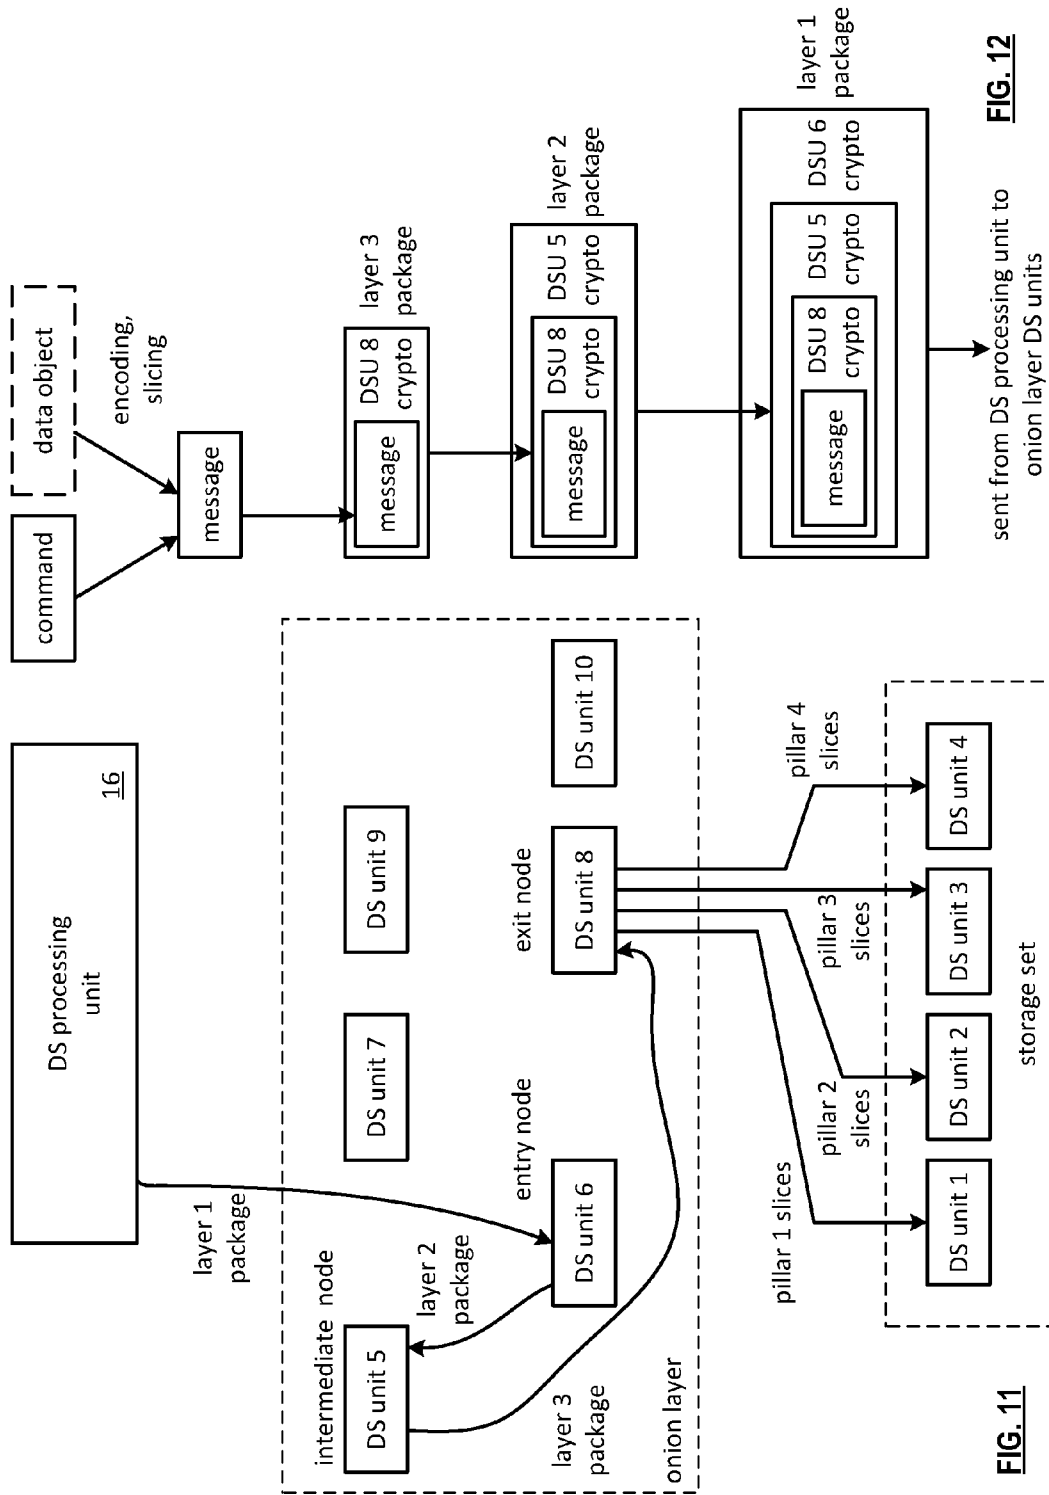 DS processing
unit
16
layer 1
package
intermediate node
DS unit 5
layer 2
package
entry node
DS unit 6
DS unit 7
DS unit 9
exit node
DS unit 8
DS unit 10
layer 3
package
onion layer
pillar 1 slices
pillar 2
slices
pillar 3
slices
pillar 4
slices
DS unit 1
DS unit 2
DS unit 3
DS unit 4
storage set
FIG. 11
command
data object
encoding,
slicing
message
layer 3
package
DSU 8
crypto
message
layer 2
package
DSU 5
crypto
DSU 8
crypto
message
layer 1
package
DSU 6
crypto
DSU 5
crypto
DSU 8
crypto
message
sent from DS processing unit to
onion layer DS units
FIG. 12